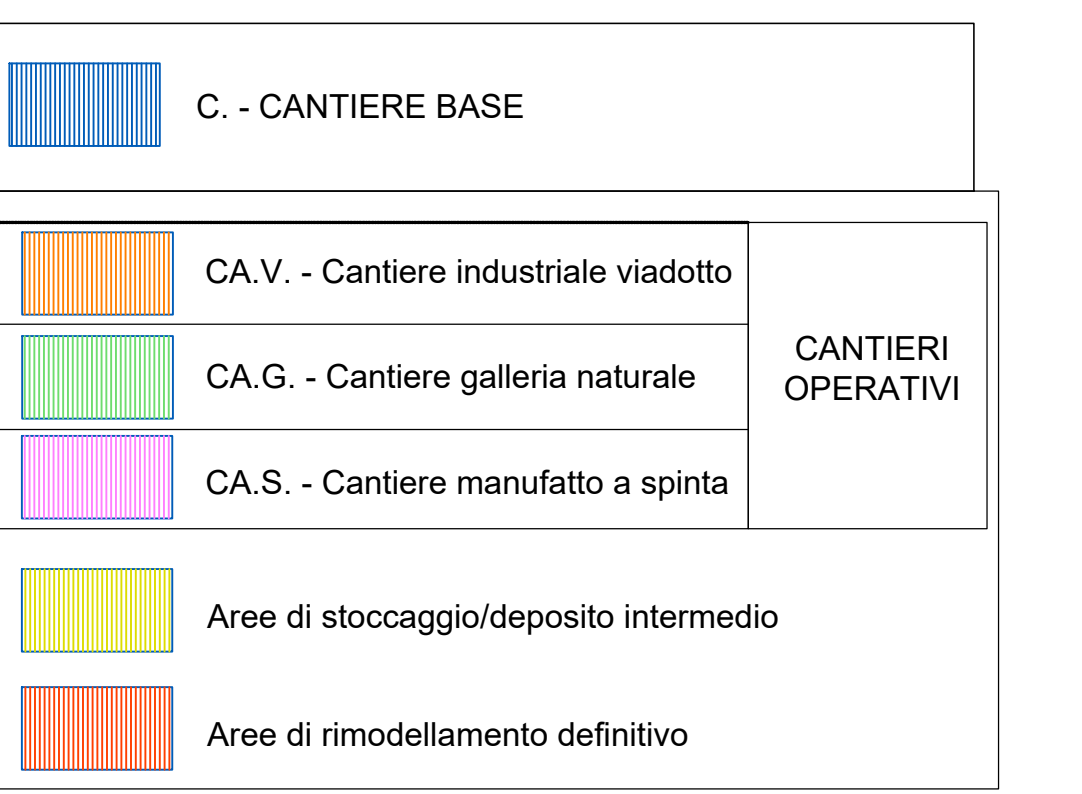 C. - CANTIERE BASE
CA.V. - Cantiere industriale viadotto
CA.G. - Cantiere galleria naturale
CA.S. - Cantiere manufatto a spinta
CANTIERI
OPERATIVI
Aree di stoccaggio/deposito intermedio
Aree di rimodellamento definitivo